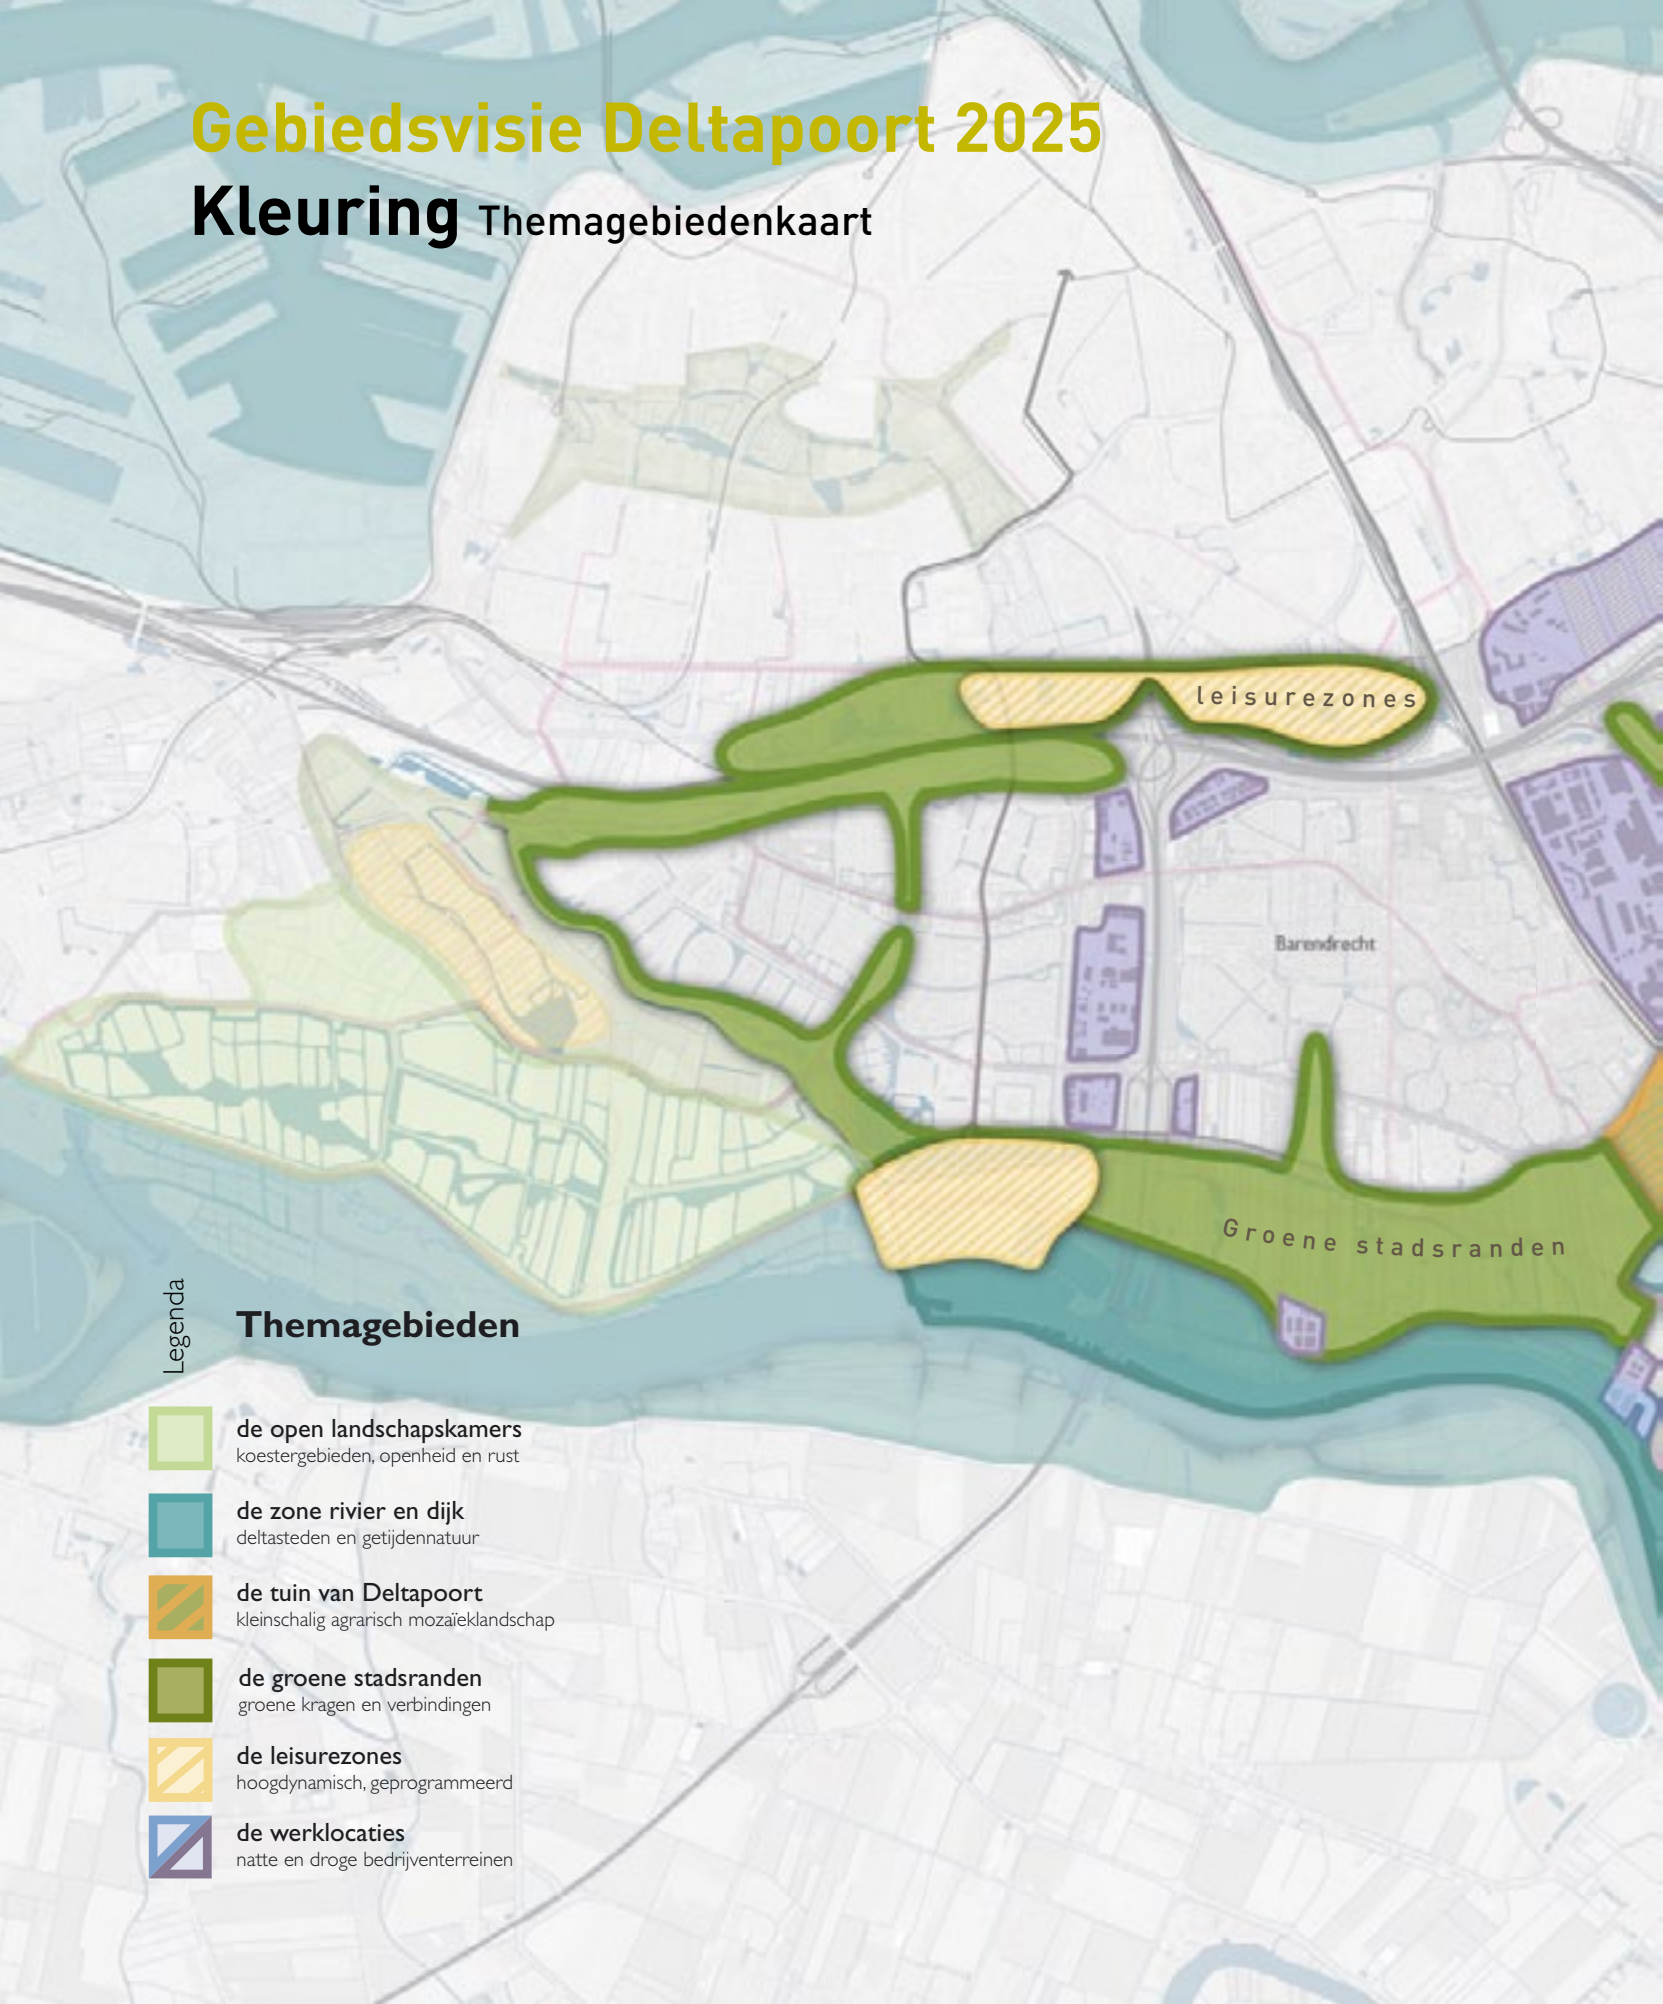 Gebiedsvisie Deltapoort 2025
Kleuring Themagebiedenkaart
leisurezones
Barendrecht
Groene stadsranden
Legenda
Themagebieden
de open landschapskamers
koestergebieden, openheid en rust
de zone rivier en dijk
deltasteden en getijdennatuur
de tuin van Deltapoort
kleinschalig agrarisch mozaïeklandschap
de groene stadsranden
groene kragen en verbindingen
de leisurezones
hoogdynamisch, geprogrammeerd
de werklocaties
natte en droge bedrijventerreinen